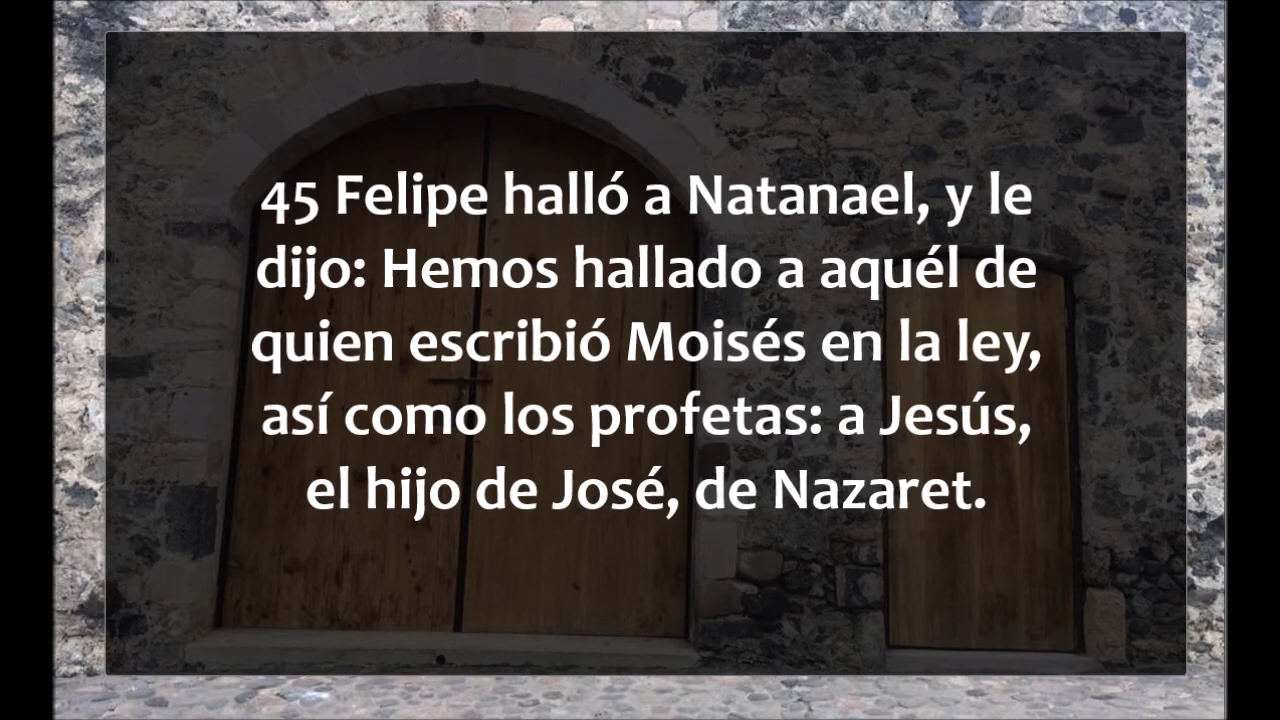 45 Felipe halló a Natanael, y le
dijo: Hemos hallado a aquél de
quien escribió Moisés en la ley,
así como los profetas: a Jesús,
el hijo de José, de Nazaret.